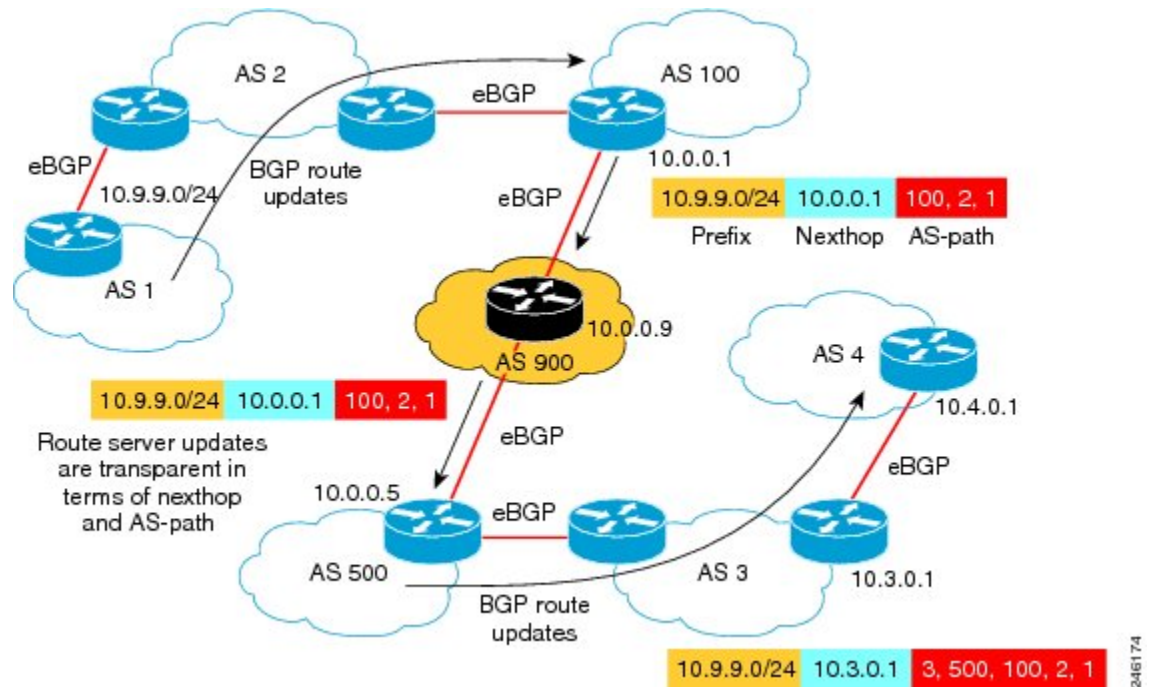 AS 2
AS 100
eBGP
eBGP
10.9.9.0/24
BGP route
updates
10.0.0.1
eBGP
10.9.9.0/24 10.0.0.1 100, 2, 1
Prefix Nexthop AS-path
AS 1
10.0.0.9
AS 900
AS 4
10.9.9.0/24 10.0.0.1 100, 2, 1
10.4.0.1
Route server updates
are transparent in
terms of nexthop
and AS-path
eBGP
eBGP
10.0.0.5
eBGP
AS 500
AS 3
10.3.0.1
BGP route
updates
10.9.9.0/24 10.3.0.1 3, 500, 100, 2, 1
246174